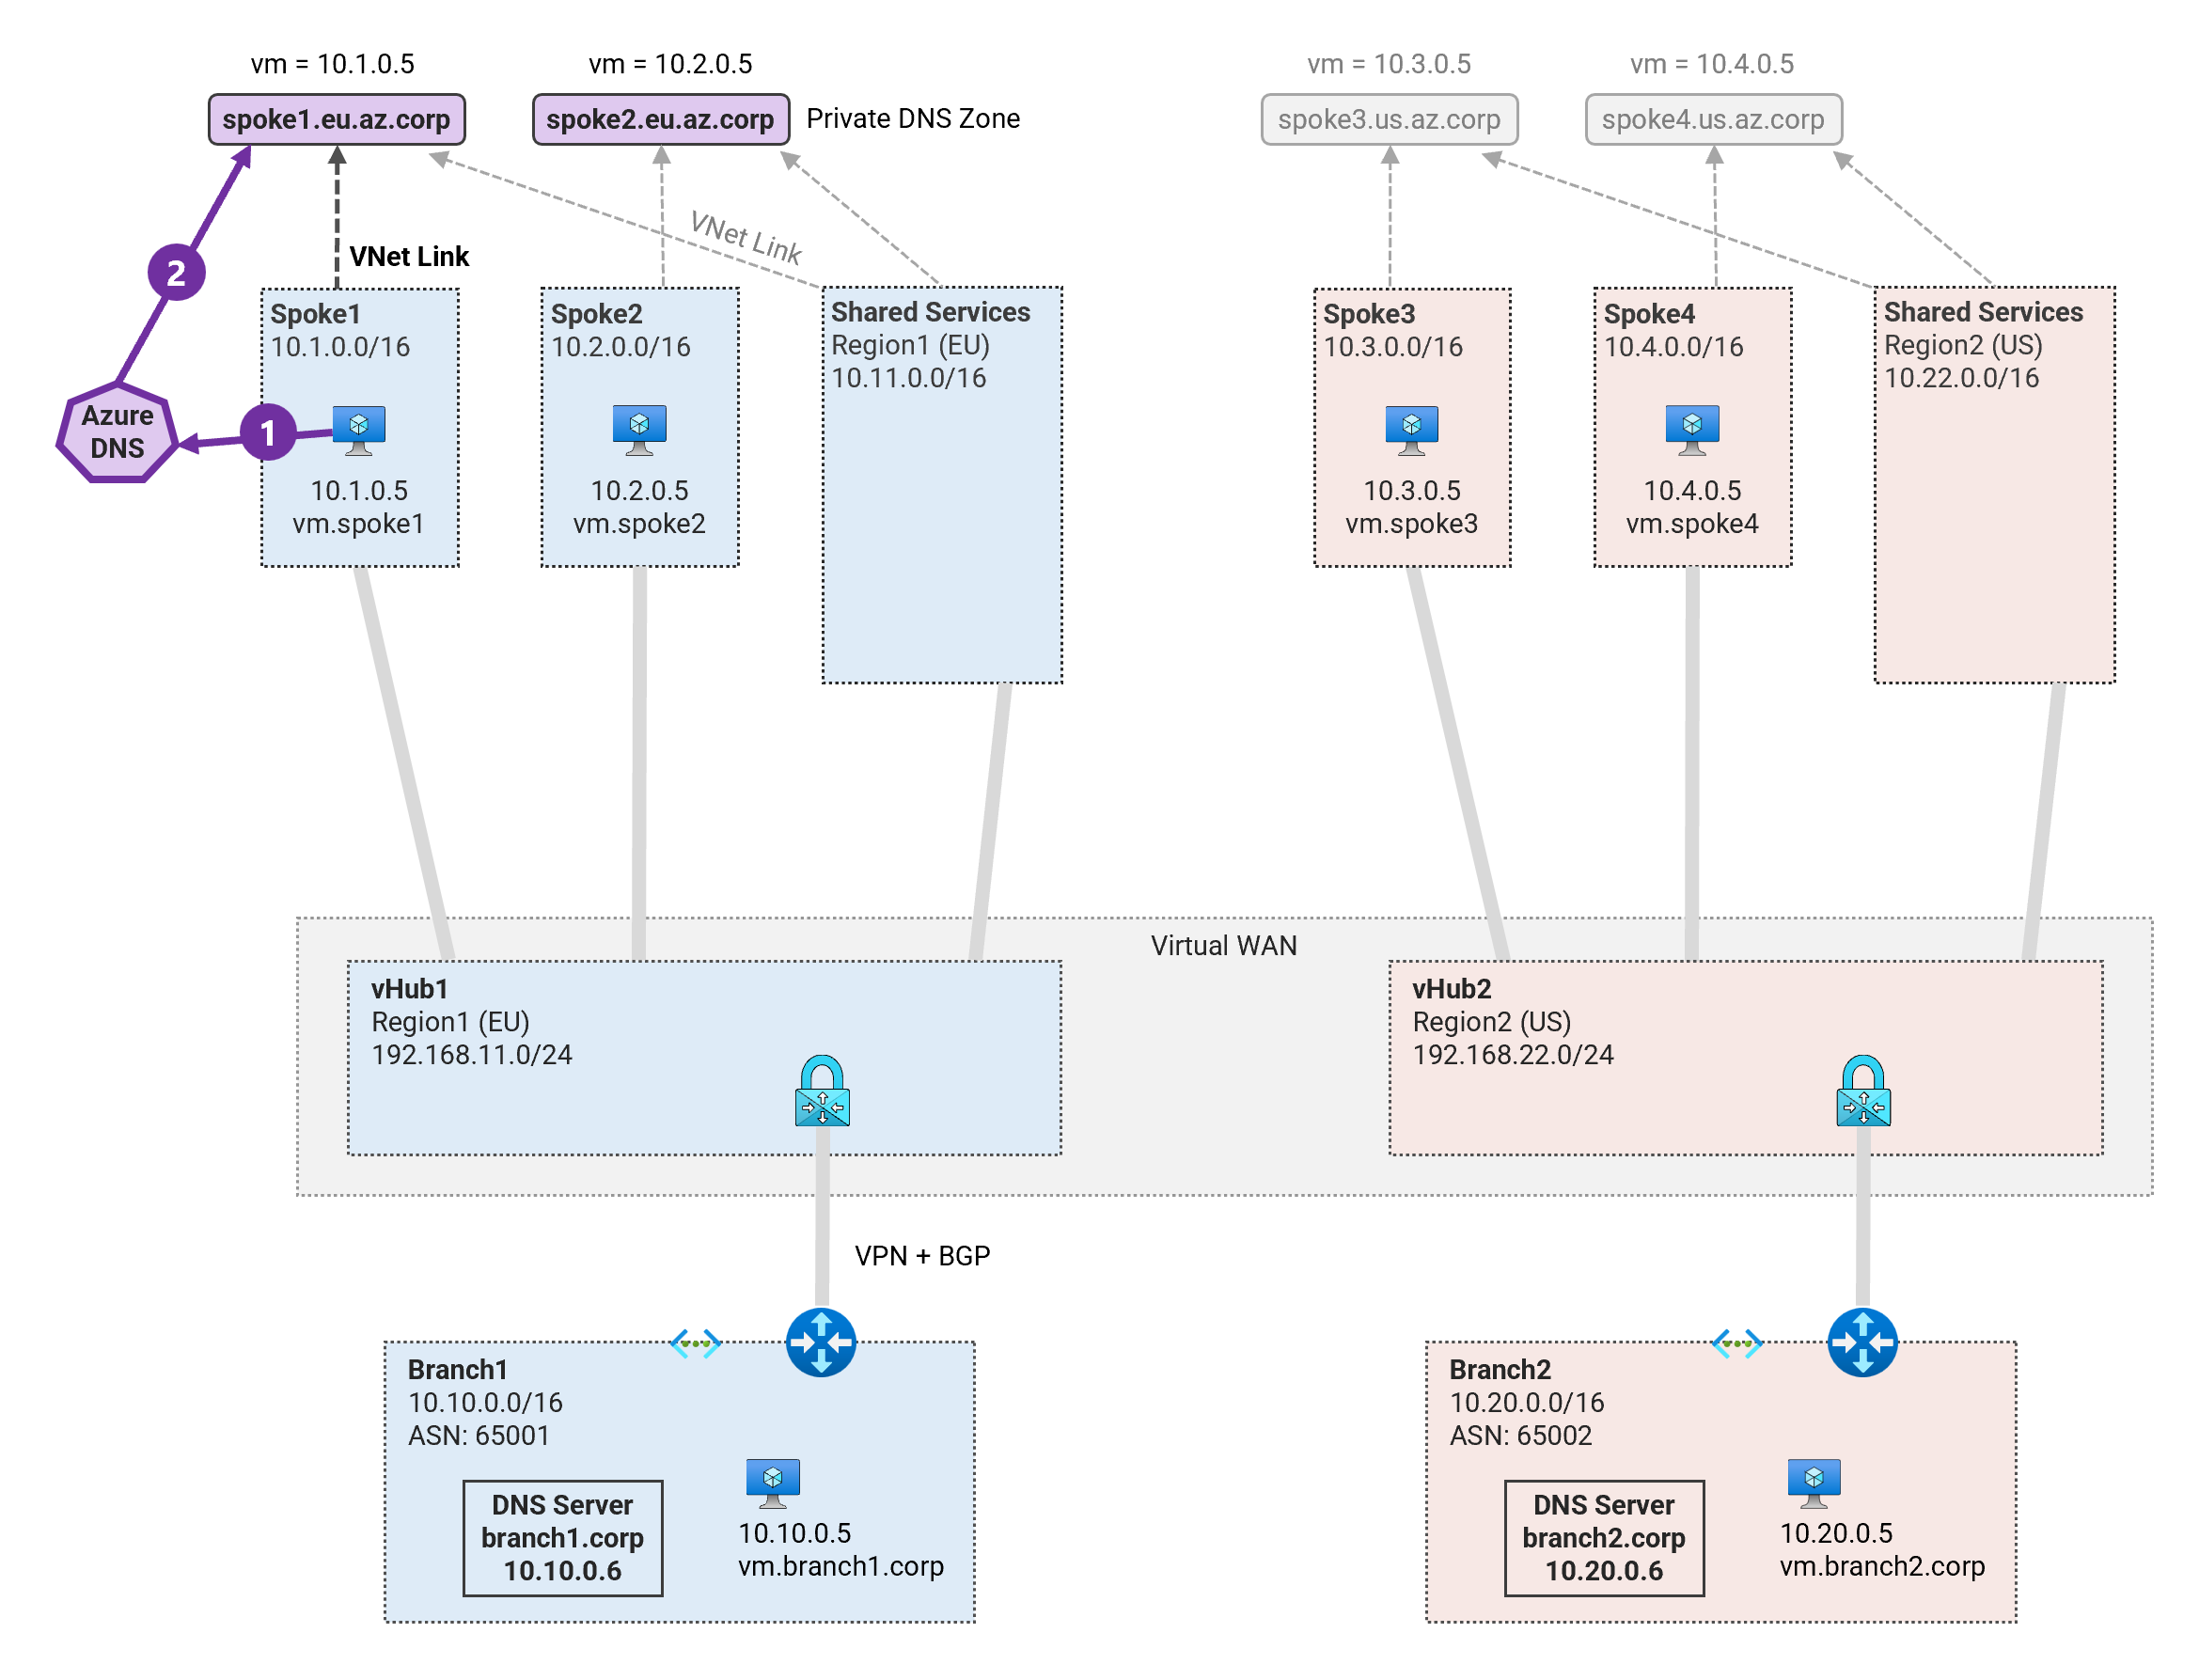 vm = 10.1.0.5
vm = 10.2.0.5
vm = 10.3.0.5
vm = 10.4.0.5
spoke1.eu.az.corp
spoke2.eu.az.corp
Private DNS Zone
spoke3.us.az.corp
spoke4.us.az.corp
2
VNet Link
VNet Link
Spoke1
10.1.0.0/16
Spoke2
10.2.0.0/16
Shared Services
Region1 (EU)
10.11.0.0/16
Spoke3
10.3.0.0/16
Spoke4
10.4.0.0/16
Shared Services
Region2 (US)
10.22.0.0/16
Azure
DNS
1
10.1.0.5
vm.spoke1
10.2.0.5
vm.spoke2
10.3.0.5
vm.spoke3
10.4.0.5
vm.spoke4
Virtual WAN
vHub1
Region1 (EU)
192.168.11.0/24
vHub2
Region2 (US)
192.168.22.0/24
VPN + BGP
Branch1
10.10.0.0/16
ASN: 65001
DNS Server
branch1.corp
10.10.0.6
10.10.0.5
vm.branch1.corp
Branch2
10.20.0.0/16
ASN: 65002
DNS Server
branch2.corp
10.20.0.6
10.20.0.5
vm.branch2.corp